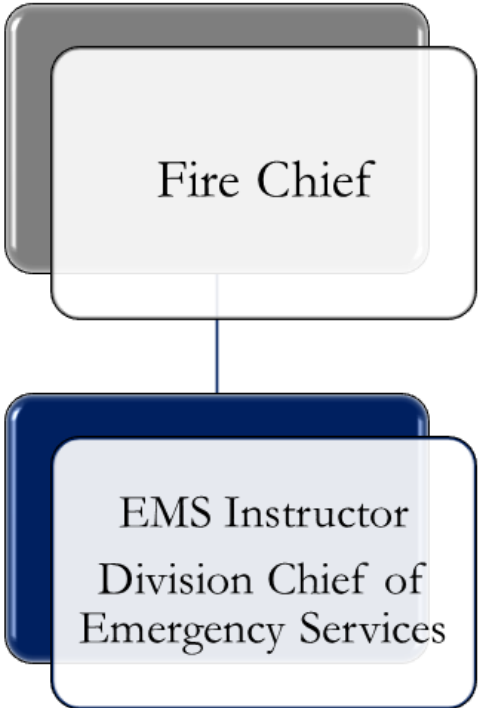 Fire Chief
EMS Instructor
Division Chief of
Emergency Services